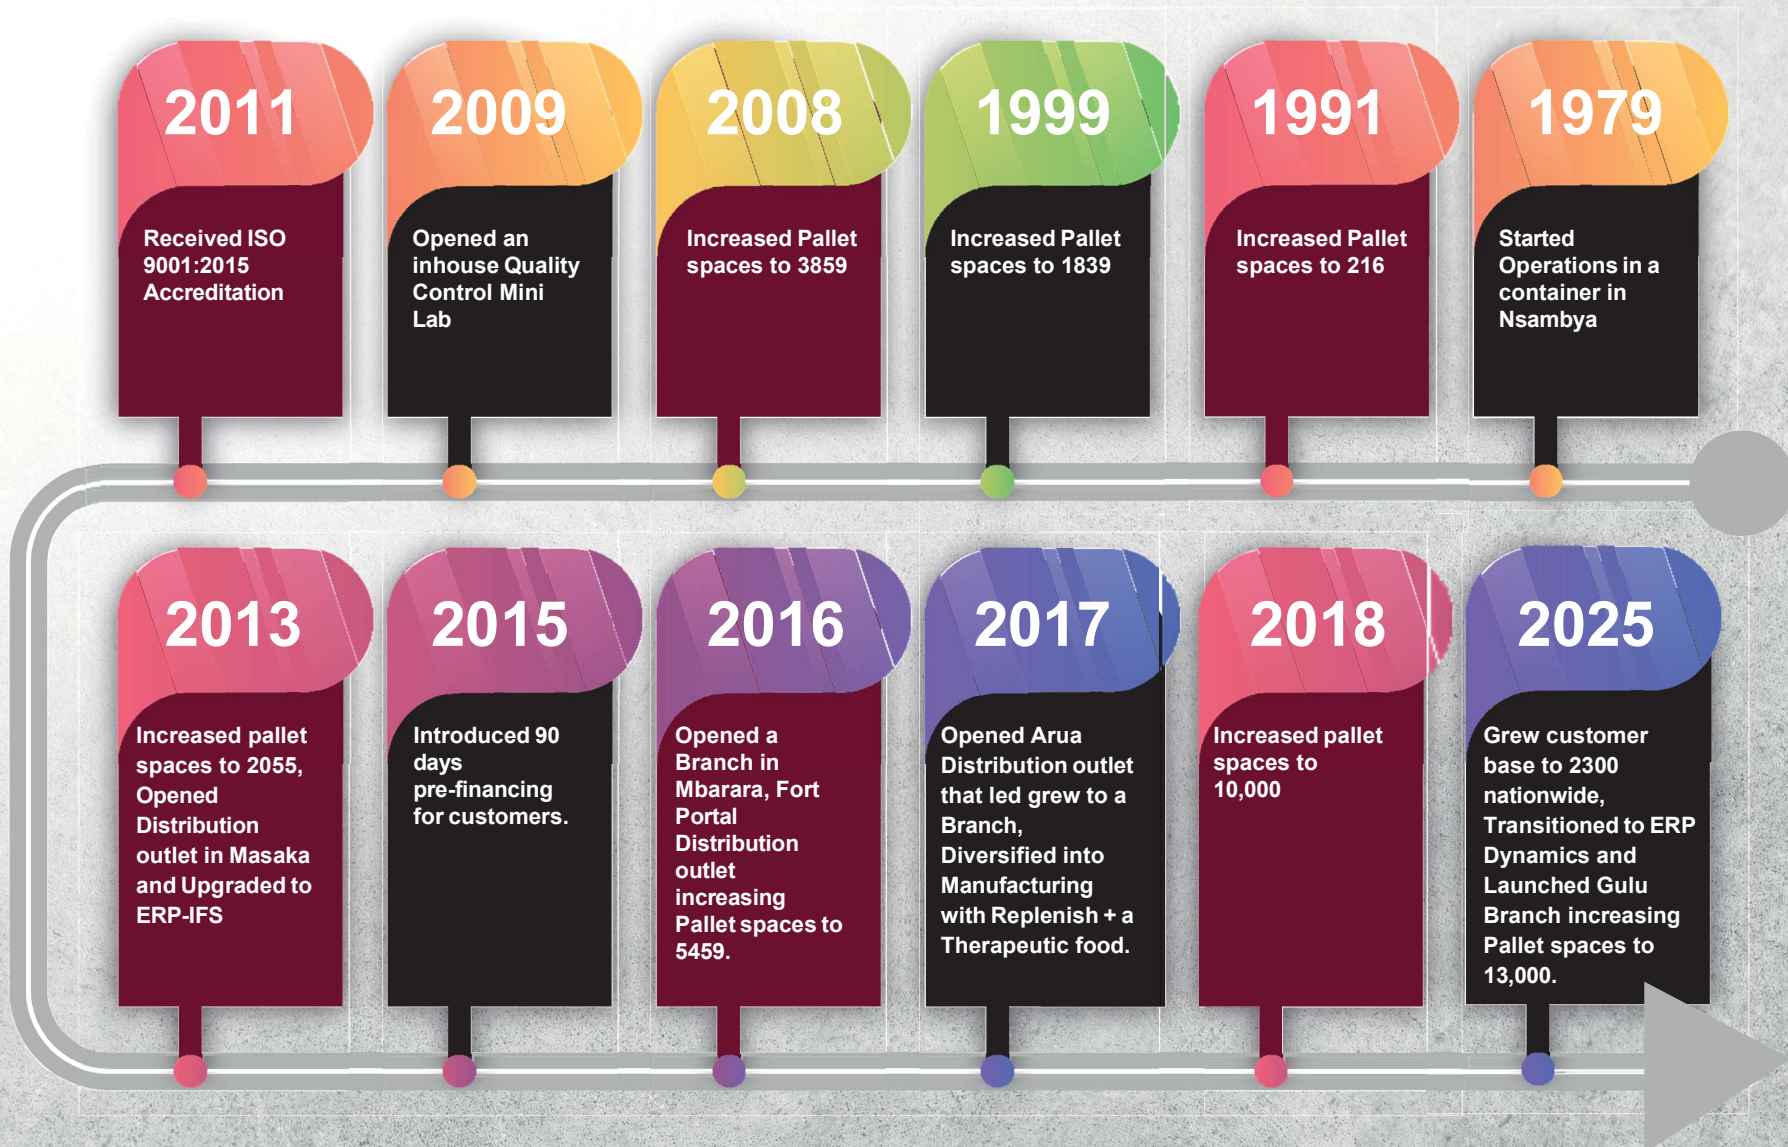 2011
Received ISO
9001:2015
Accreditation
2009
Opened an
inhouse Quality
Control Mini
Lab
2008
Increased Pallet
spaces to 3859
1999
Increased Pallet
spaces to 1839
1991
Increased Pallet
spaces to 216
1979
Started
Operations in a
container in
Nsambya
2013
Increased pallet
spaces to 2055,
Opened
Distribution
outlet in Masaka
and Upgraded to
ERP-IFS
2015
Introduced 90
days
pre-financing
for customers.
2016
Opened a
Branch in
Mbarara, Fort
Portal
Distribution
outlet
increasing
Pallet spaces to
5459.
2017
Opened Arua
Distribution outlet
that led grew to a
Branch,
Diversified into
Manufacturing
with Replenish + a
Therapeutic food.
2018
Increased pallet
spaces to
10,000
2025
Grew customer
base to 2300
nationwide,
Transitioned to ERP
Dynamics and
Launched Gulu
Branch increasing
Pallet spaces to
13,000.